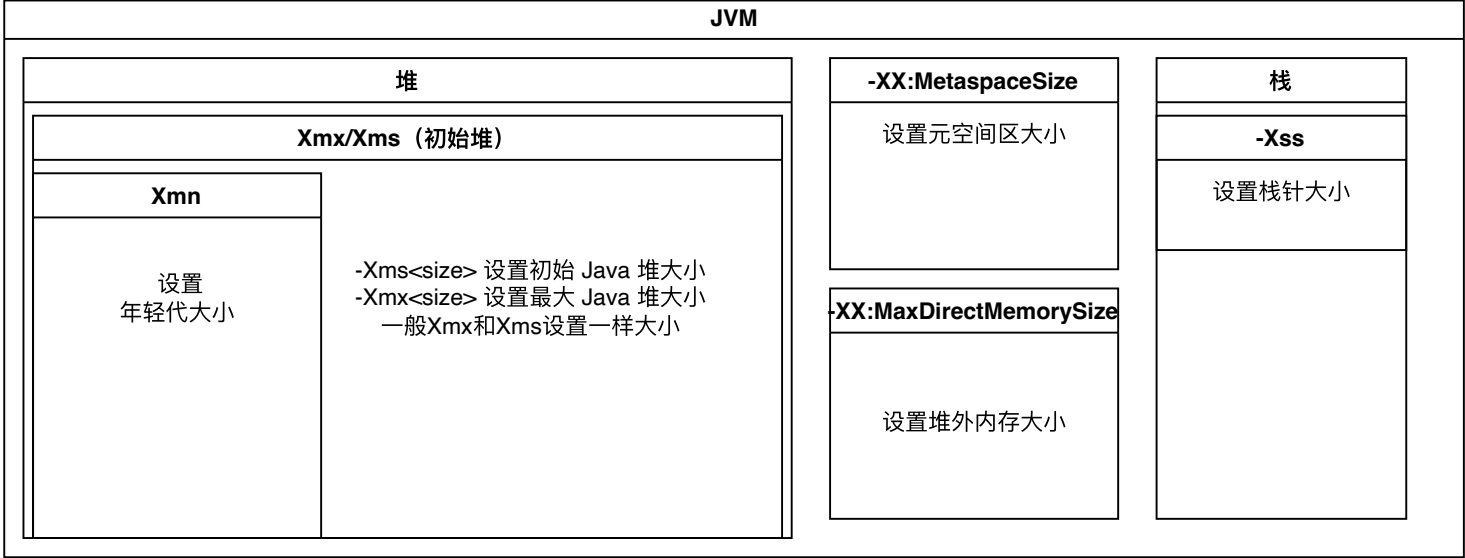 JVM
堆
Xmx/Xms（初始堆）
Xmn
设置
年轻代大小
-Xms<size> 设置初始 Java 堆大小
-Xmx<size> 设置最大 Java 堆大小
一般Xmx和Xms设置一样大小
-XX:MetaspaceSize
设置元空间区大小
-XX:MaxDirectMemorySize
设置堆外内存大小
栈
-Xss
设置栈针大小